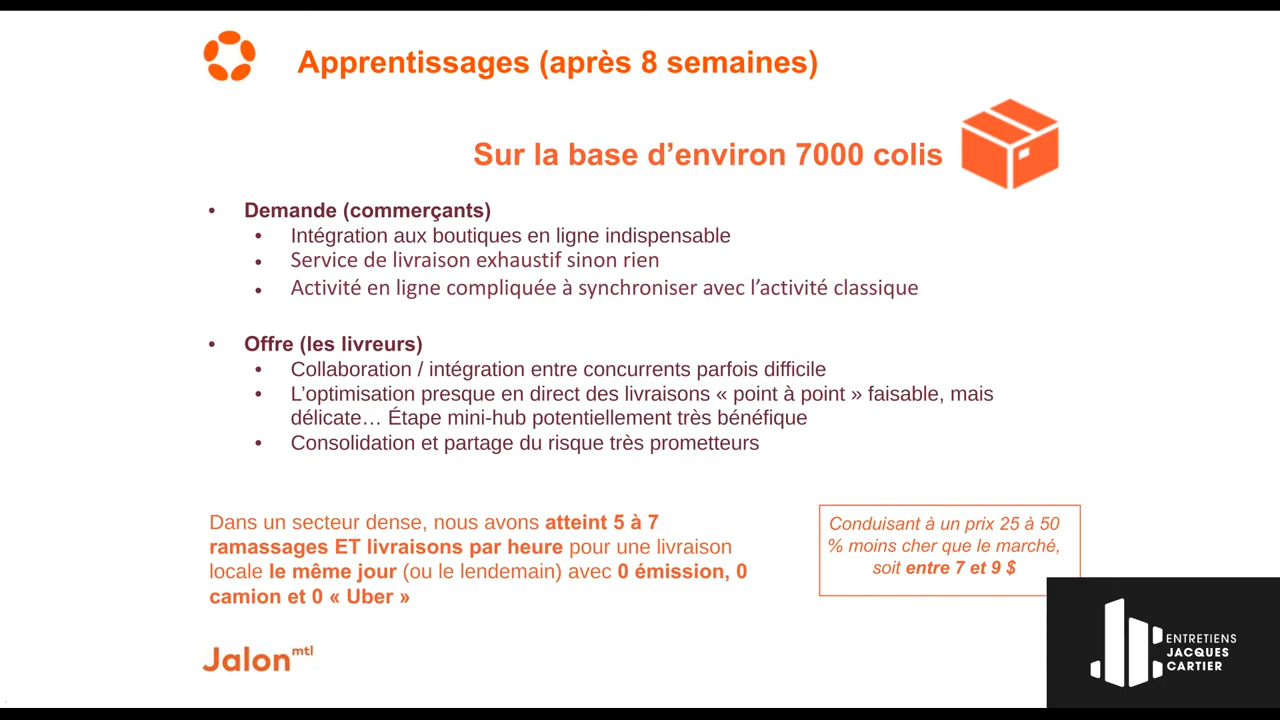 Apprentissages (après 8 semaines)
Sur la base d’environ 7000 colis
• Demande (commerçants)
• Intégration aux boutiques en ligne indispensable
• Service de livraison exhaustif sinon rien
• Activité en ligne compliquée à synchroniser avec l’activité classique
• Offre (les livreurs)
• Collaboration / intégration entre concurrents parfois difficile
• L’optimisation presque en direct des livraisons « point à point » faisable, mais
délicate… Étape mini-hub potentiellement très bénéfique
• Consolidation et partage du risque très prometteurs
Dans un secteur dense, nous avons atteint 5 à 7
ramassages ET livraisons par heure pour une livraison
locale le même jour (ou le lendemain) avec 0 émission, 0
camion et 0 « Uber »
Conduisant à un prix 25 à 50
% moins cher que le marché,
soit entre 7 et 9 $
Jalon mtl
ENTRETIENS
JACQUES
CARTIER